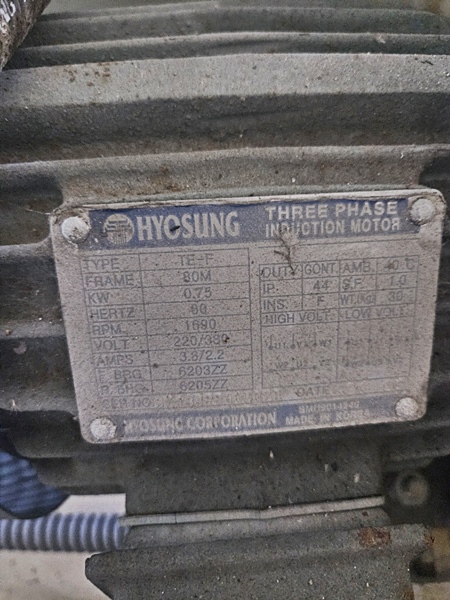 HYOSUNG
THREE PHASE
INDUCTION MOTOR
TYPE TE-F
FRAME 80M
KW 0.75
HERTZ 60
RPM 1690
VOLT 220/380
AMPS 3.8/2.2
BRG 6203ZZ
BRG 6205ZZ
DUTY CONT. AMB. 40°C
IP. 44 S.F. 1.0
INS. F WT.(kg)
HIGH VOLT. LOW VOLT.
DATE
HYOSUNG CORPORATION
MADE IN KOREA